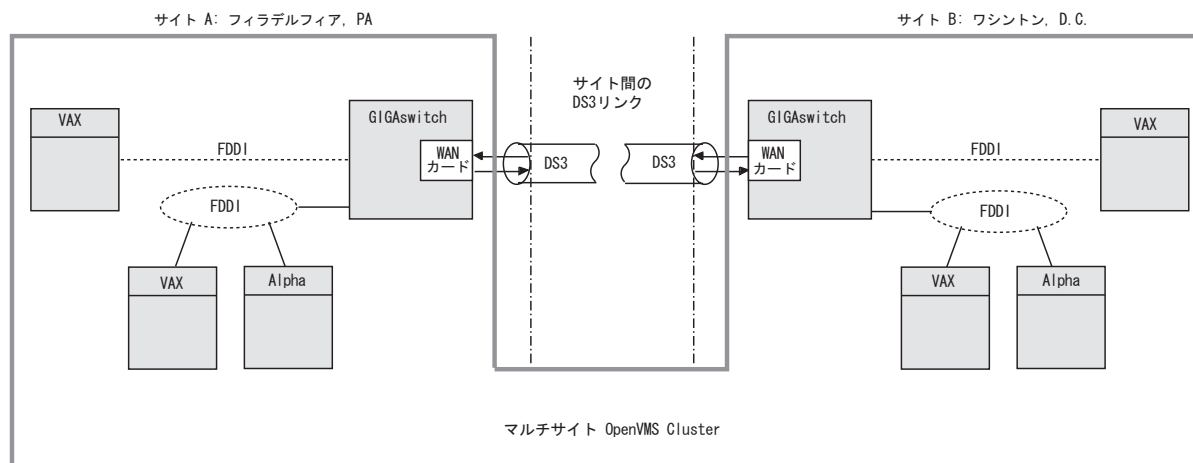 サイト A: フィラデルフィア, PA
サイト B: ワシントン, D.C.
サイト間の
DS3リンク
VAX
FDDI
GIGAswitch
WAN
カード
DS3
DS3
GIGAswitch
WAN
カード
FDDI
VAX
FDDI
FDDI
VAX
Alpha
VAX
Alpha
マルチサイト OpenVMS Cluster